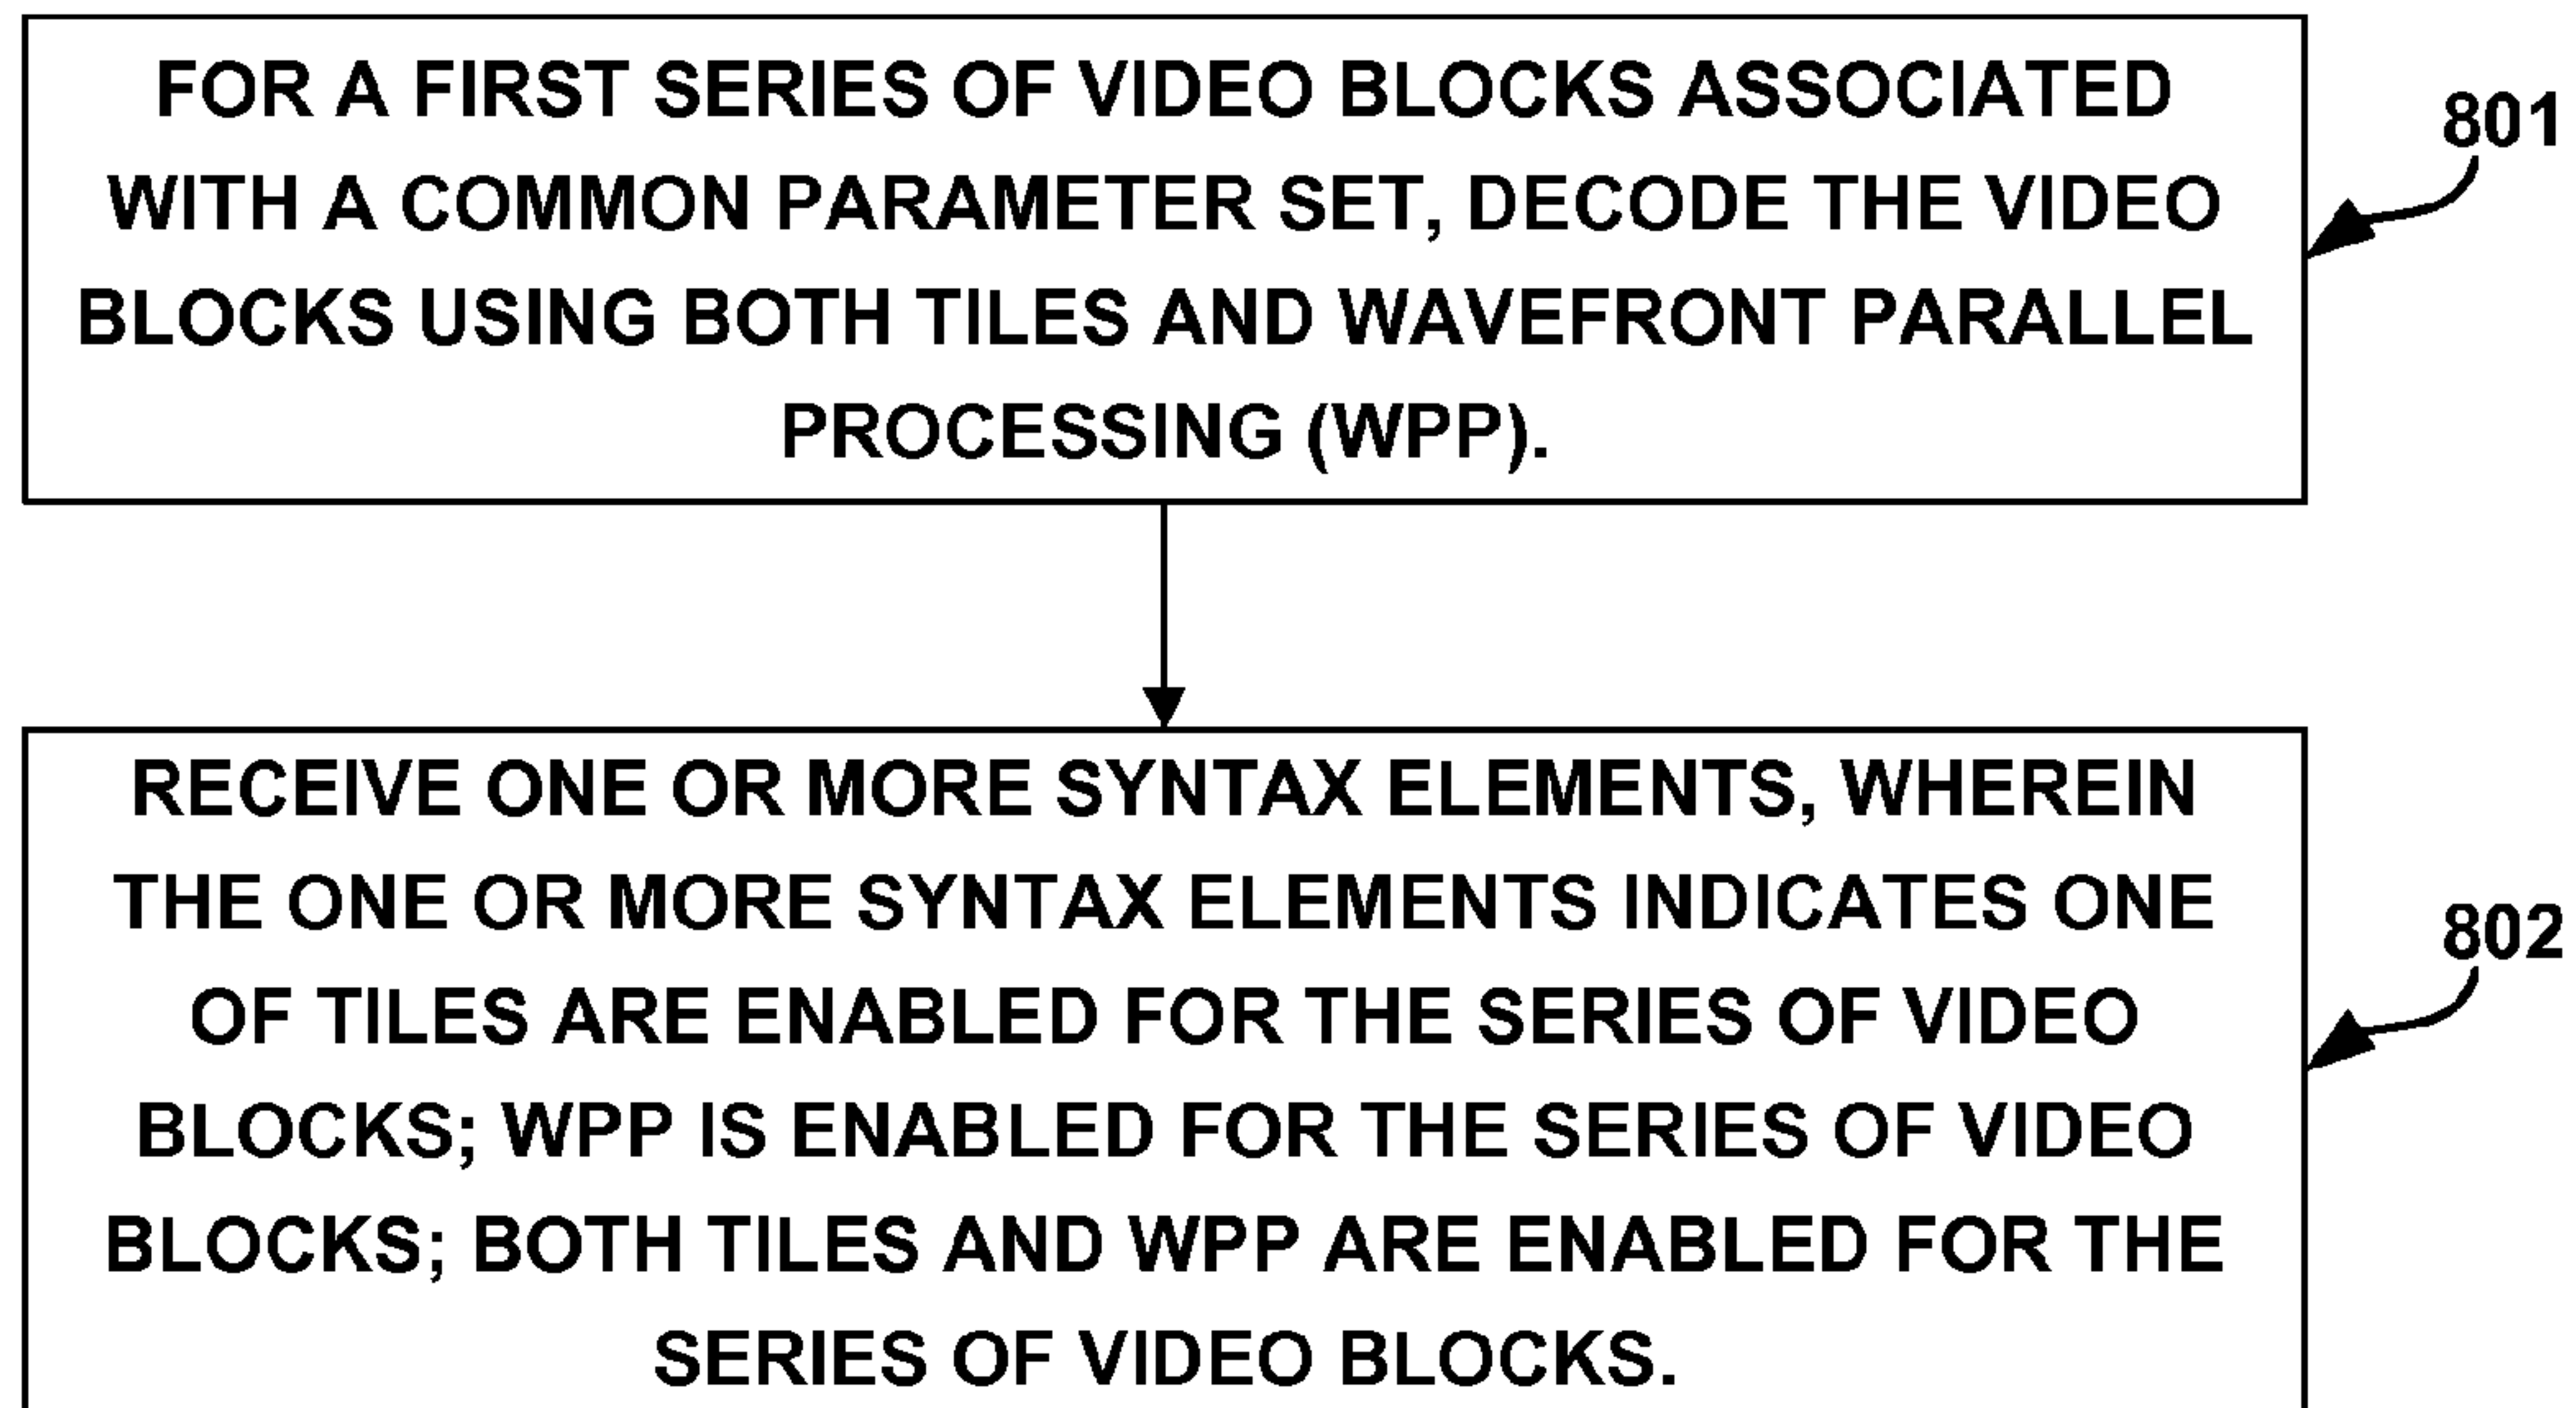 FOR A FIRST SERIES OF VIDEO BLOCKS ASSOCIATED
WITH A COMMON PARAMETER SET, DECODE THE VIDEO
BLOCKS USING BOTH TILES AND WAVEFRONT PARALLEL
PROCESSING (WPP).
801
RECEIVE ONE OR MORE SYNTAX ELEMENTS, WHEREIN
THE ONE OR MORE SYNTAX ELEMENTS INDICATES ONE
OF TILES ARE ENABLED FOR THE SERIES OF VIDEO
BLOCKS; WPP IS ENABLED FOR THE SERIES OF VIDEO
BLOCKS; BOTH TILES AND WPP ARE ENABLED FOR THE
SERIES OF VIDEO BLOCKS.
802